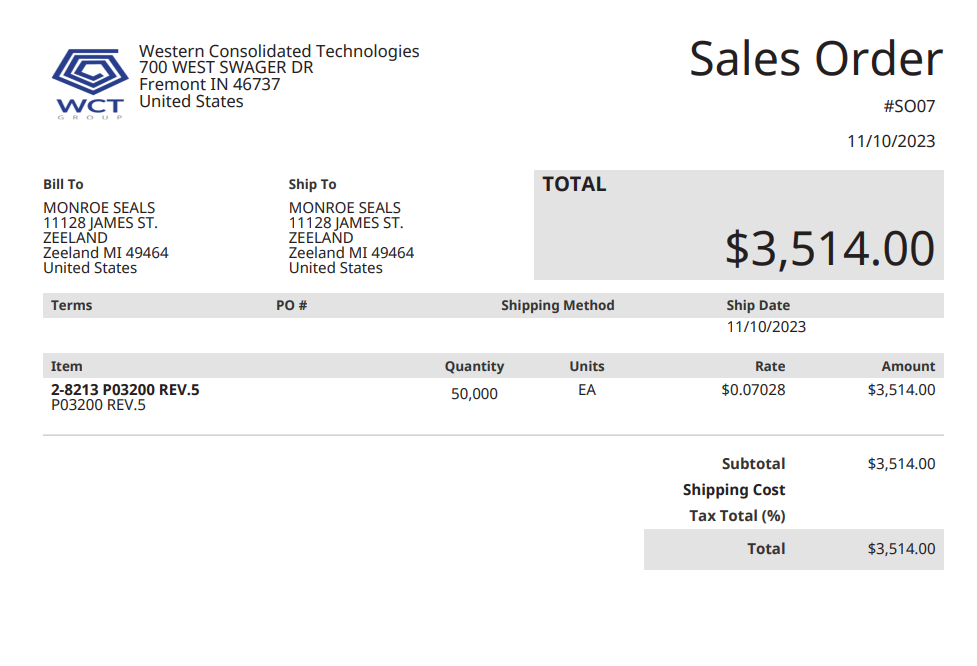 Western Consolidated Technologies
700 WEST SWAGER DR
Fremont IN 46737
United States
WCT
GROUP
Sales Order
#SO07
11/10/2023
Bill To
MONROE SEALS
11128 JAMES ST.
ZEELAND
Zeeland MI 49464
United States
Ship To
MONROE SEALS
11128 JAMES ST.
ZEELAND
Zeeland MI 49464
United States
TOTAL
$3,514.00
Terms PO # Shipping Method Ship Date
11/10/2023
Item Quantity Units Rate Amount
2-8213 P03200 REV.5 50,000 EA $0.07028 $3,514.00
P03200 REV.5
Subtotal $3,514.00
Shipping Cost
Tax Total (%)
Total $3,514.00